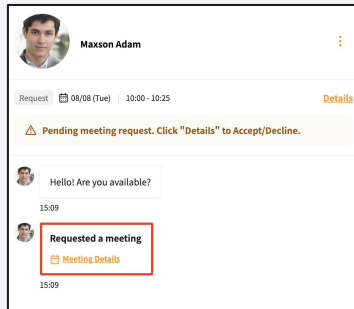 Maxson Adam
Request 08/08 (Tue) 10:00 - 10:25 Details
Pending meeting request. Click "Details" to Accept/Decline.
Hello! Are you available?
15:09
Requested a meeting
Meeting Details
15:09